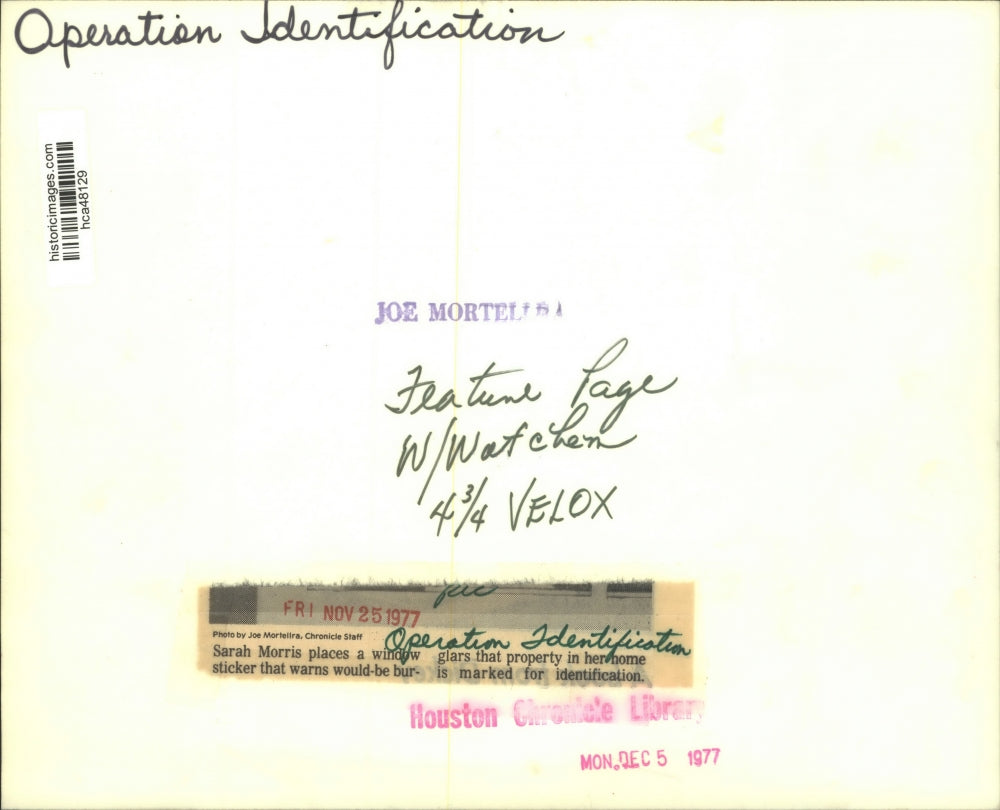 Operation Identification
historicimages.com
hca48129
JOE MORTELLRA
Feature Page
W/Watchem
4 3/4 VELOX
pic
FRI NOV 25 1977
Photo by Joe Mortellra, Chronicle Staff
Operation Identification
Sarah Morris places a window glars that property in her home
sticker that warns would-be bur- is marked for identification.
Houston Chronicle Library
MON. DEC 5 1977